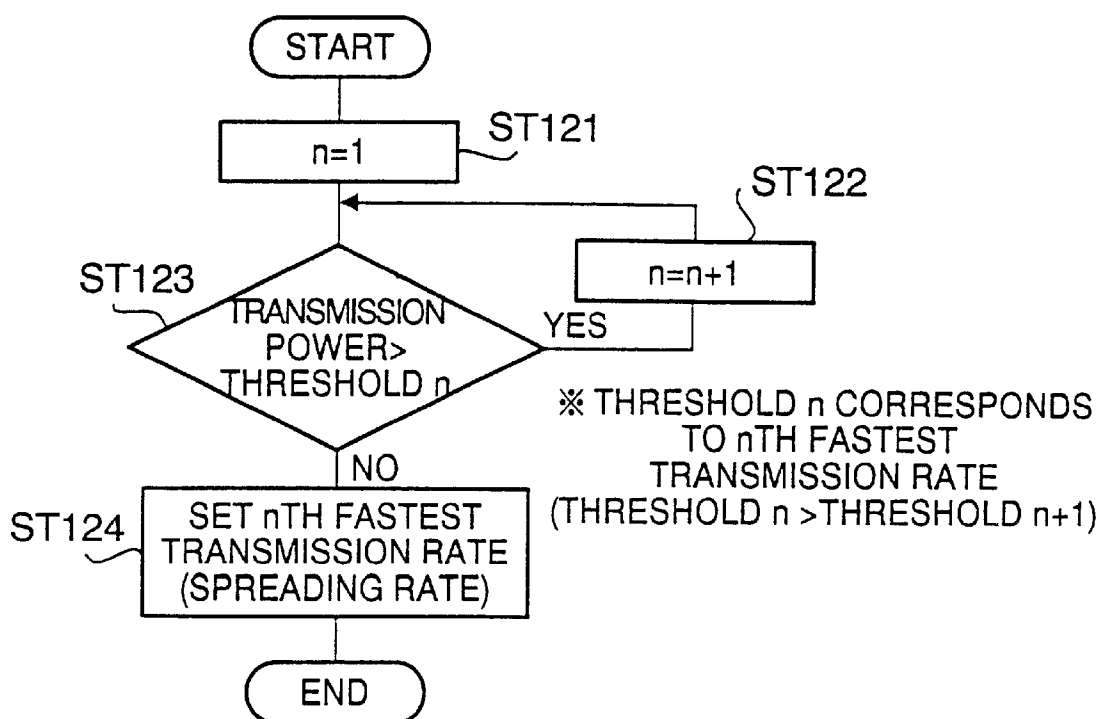 START
n=1
ST121
ST122
n=n+1
ST123
TRANSMISSION
POWER>
THRESHOLD n
YES
※ THRESHOLD n CORRESPONDS
TO nTH FASTEST
TRANSMISSION RATE
(THRESHOLD n >THRESHOLD n+1)
NO
ST124
SET nTH FASTEST
TRANSMISSION RATE
(SPREADING RATE)
END